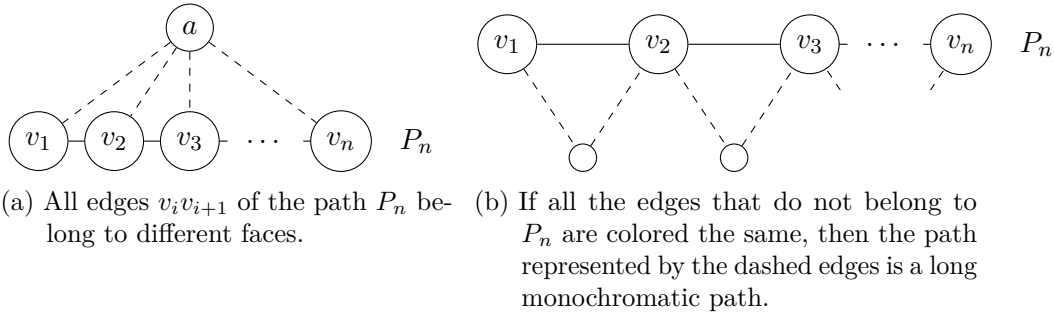 a
v₁ v₂ v₃ ⋯ vₙ Pₙ
(a) All edges vᵢvᵢ₊₁ of the path Pₙ be-
long to different faces.
v₁ v₂ v₃ ⋯ vₙ Pₙ
(b) If all the edges that do not belong to
Pₙ are colored the same, then the path
represented by the dashed edges is a long
monochromatic path.